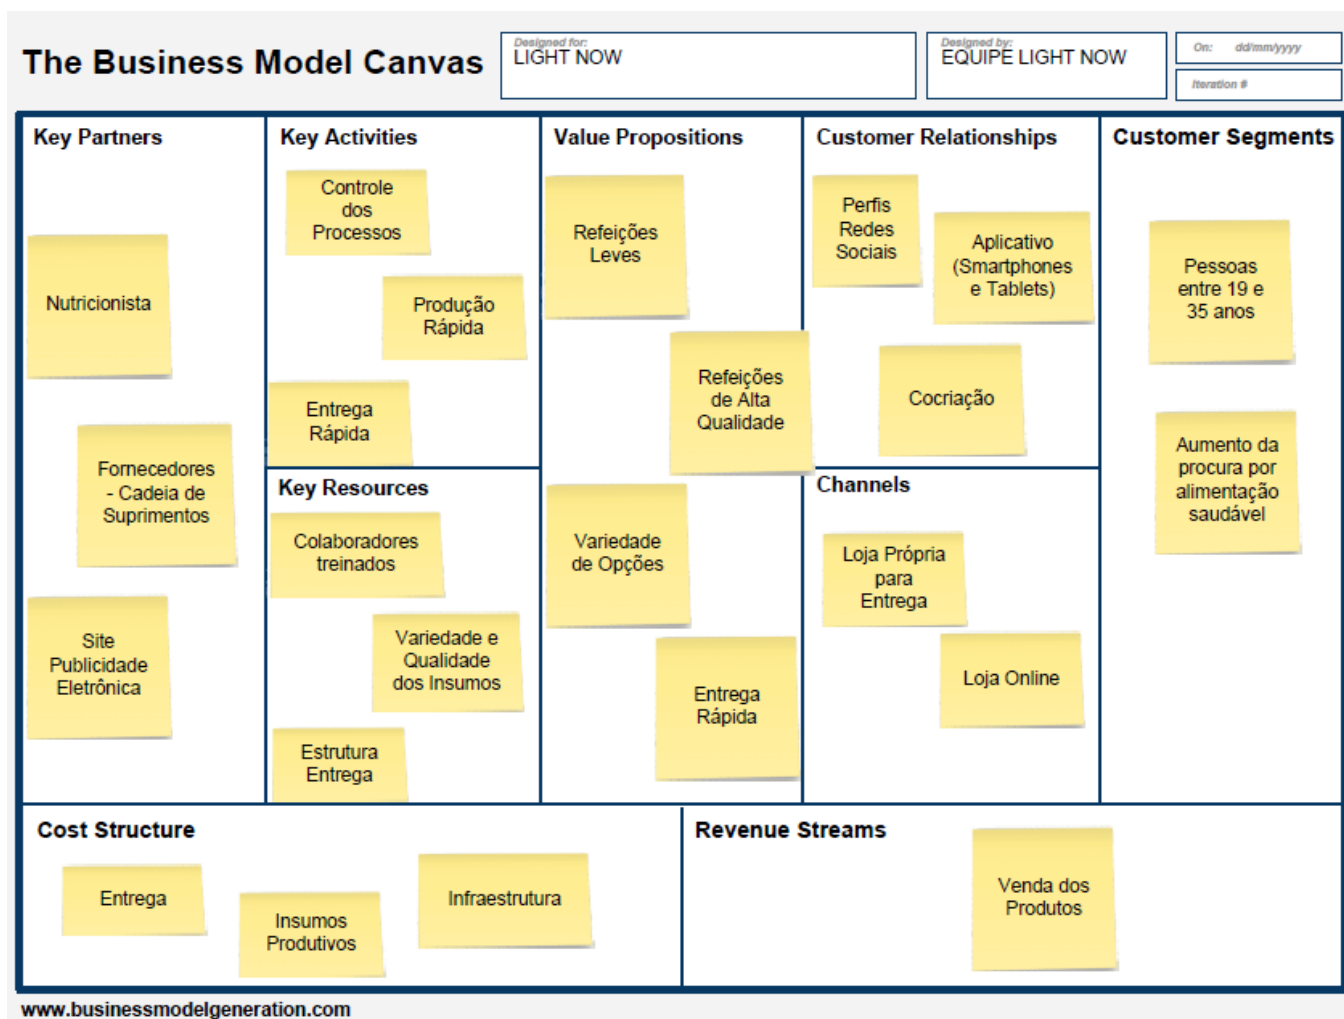 The Business Model Canvas
Designed for:
LIGHT NOW
Designed by:
EQUIPE LIGHT NOW
On: dd/mm/yyyy
Iteration #
Key Partners
Nutricionista
Fornecedores
- Cadeia de
Suprimentos
Site
Publicidade
Eletrônica
Key Activities
Controle
dos
Processos
Produção
Rápida
Entrega
Rápida
Key Resources
Colaboradores
treinados
Variedade e
Qualidade
dos Insumos
Estrutura
Entrega
Value Propositions
Refeições
Leves
Refeições
de Alta
Qualidade
Variedade
de Opções
Entrega
Rápida
Customer Relationships
Perfis
Redes
Sociais
Aplicativo
(Smartphones
e Tablets)
Cocriação
Channels
Loja Própria
para
Entrega
Loja Online
Customer Segments
Pessoas
entre 19 e
35 anos
Aumento da
procura por
alimentação
saudável
Cost Structure
Entrega
Insumos
Produtivos
Infraestrutura
Revenue Streams
Venda dos
Produtos
www.businessmodelgeneration.com